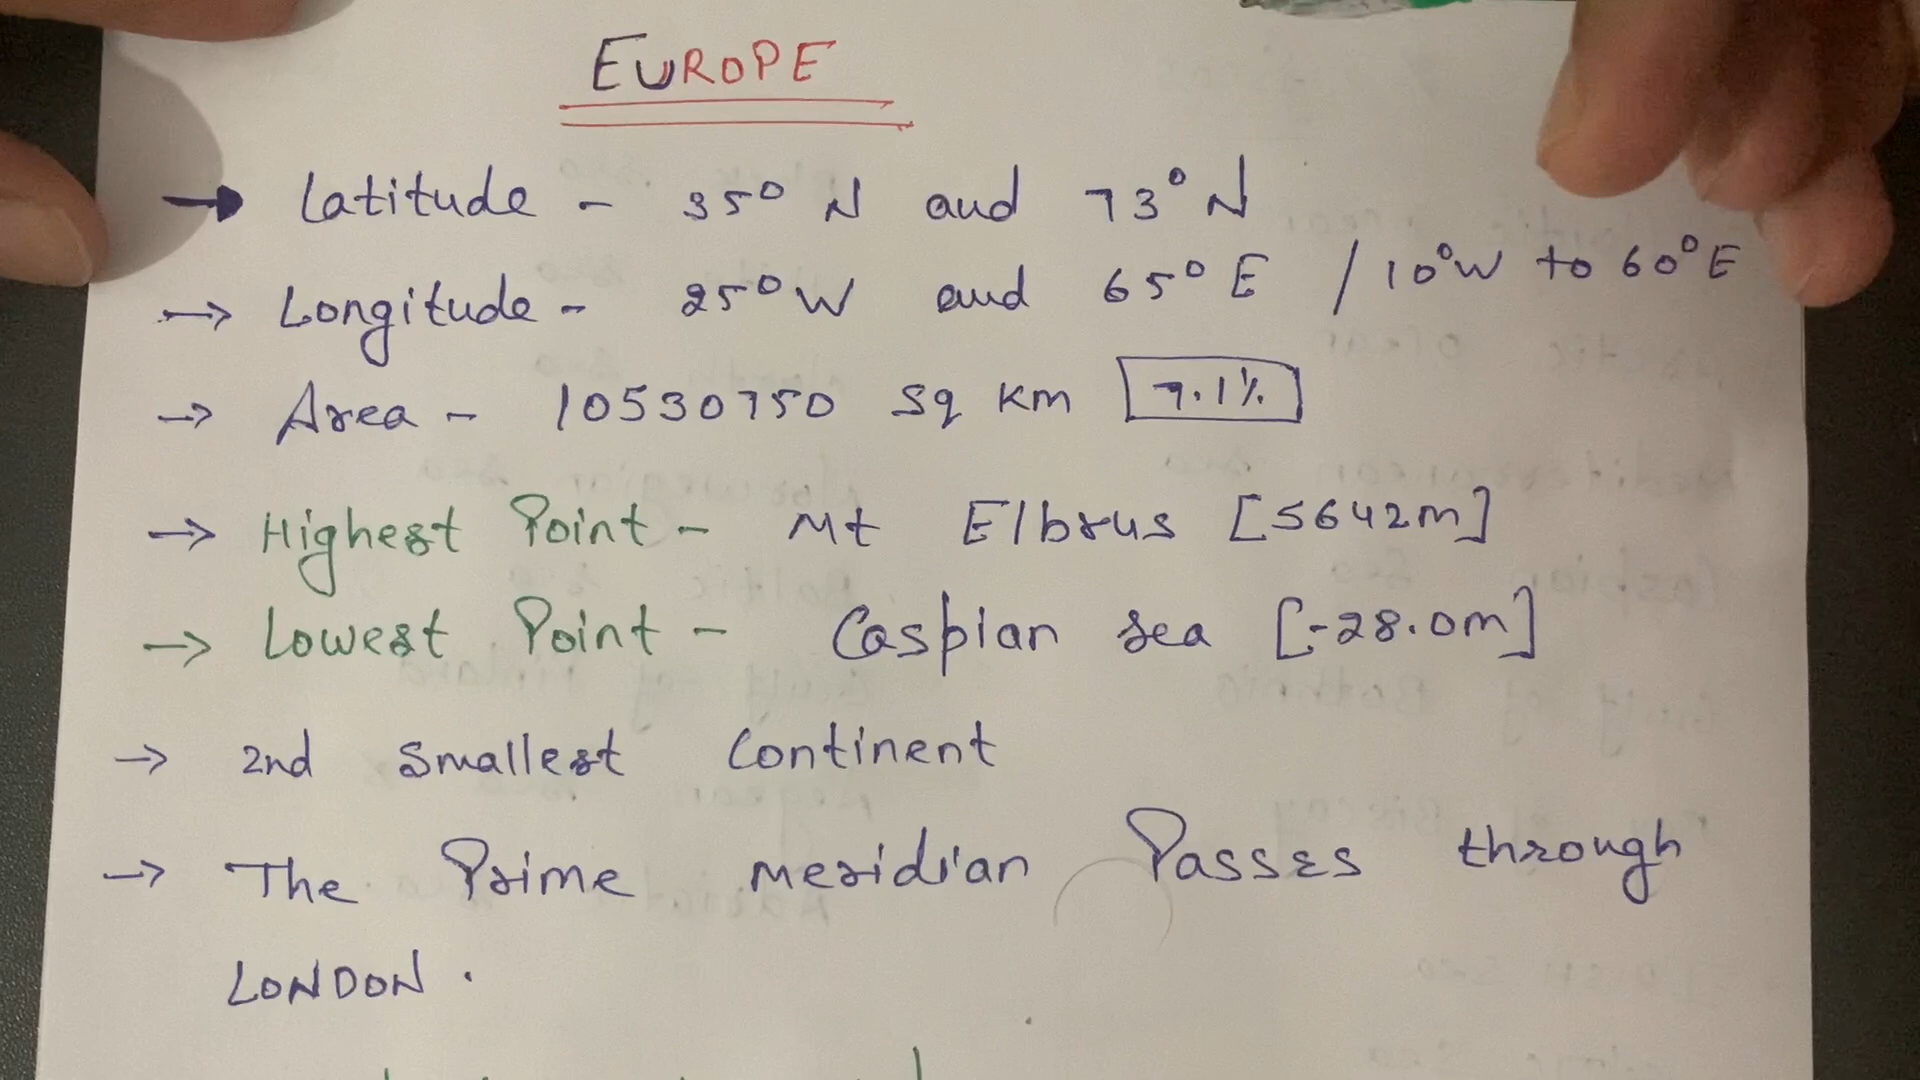 EUROPE
→ Latitude - 35° N and 73° N
→ Longitude - 25° W and 65° E / 10°W to 60°E
→ Area - 10530750 sq km 7.1%
→ Highest Point - Mt Elbrus [5642m]
→ Lowest Point - Caspian sea [-28.0m]
→ 2nd smallest continent
→ The Prime meridian Passes through
LONDON.